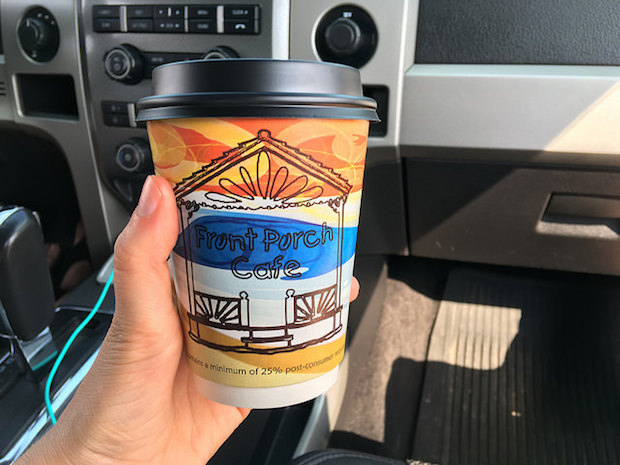 Front Porch
Cafe
a minimum of 25% post-consumer